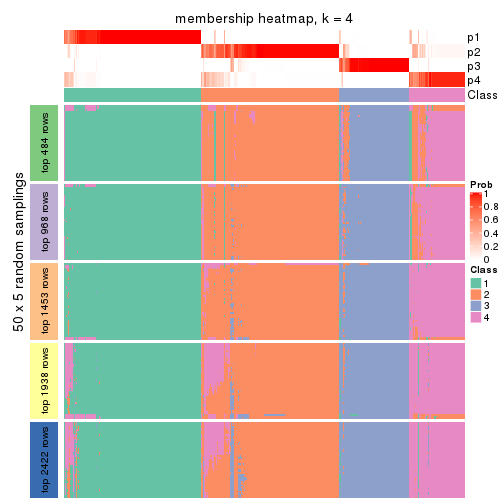 membership heatmap, k = 4
p1
p2
p3
p4
Class
50 x 5 random samplings
top 484 rows
top 968 rows
top 1453 rows
top 1938 rows
top 2422 rows
Prob
1
0.8
0.6
0.4
0.2
0
Class
1
2
3
4